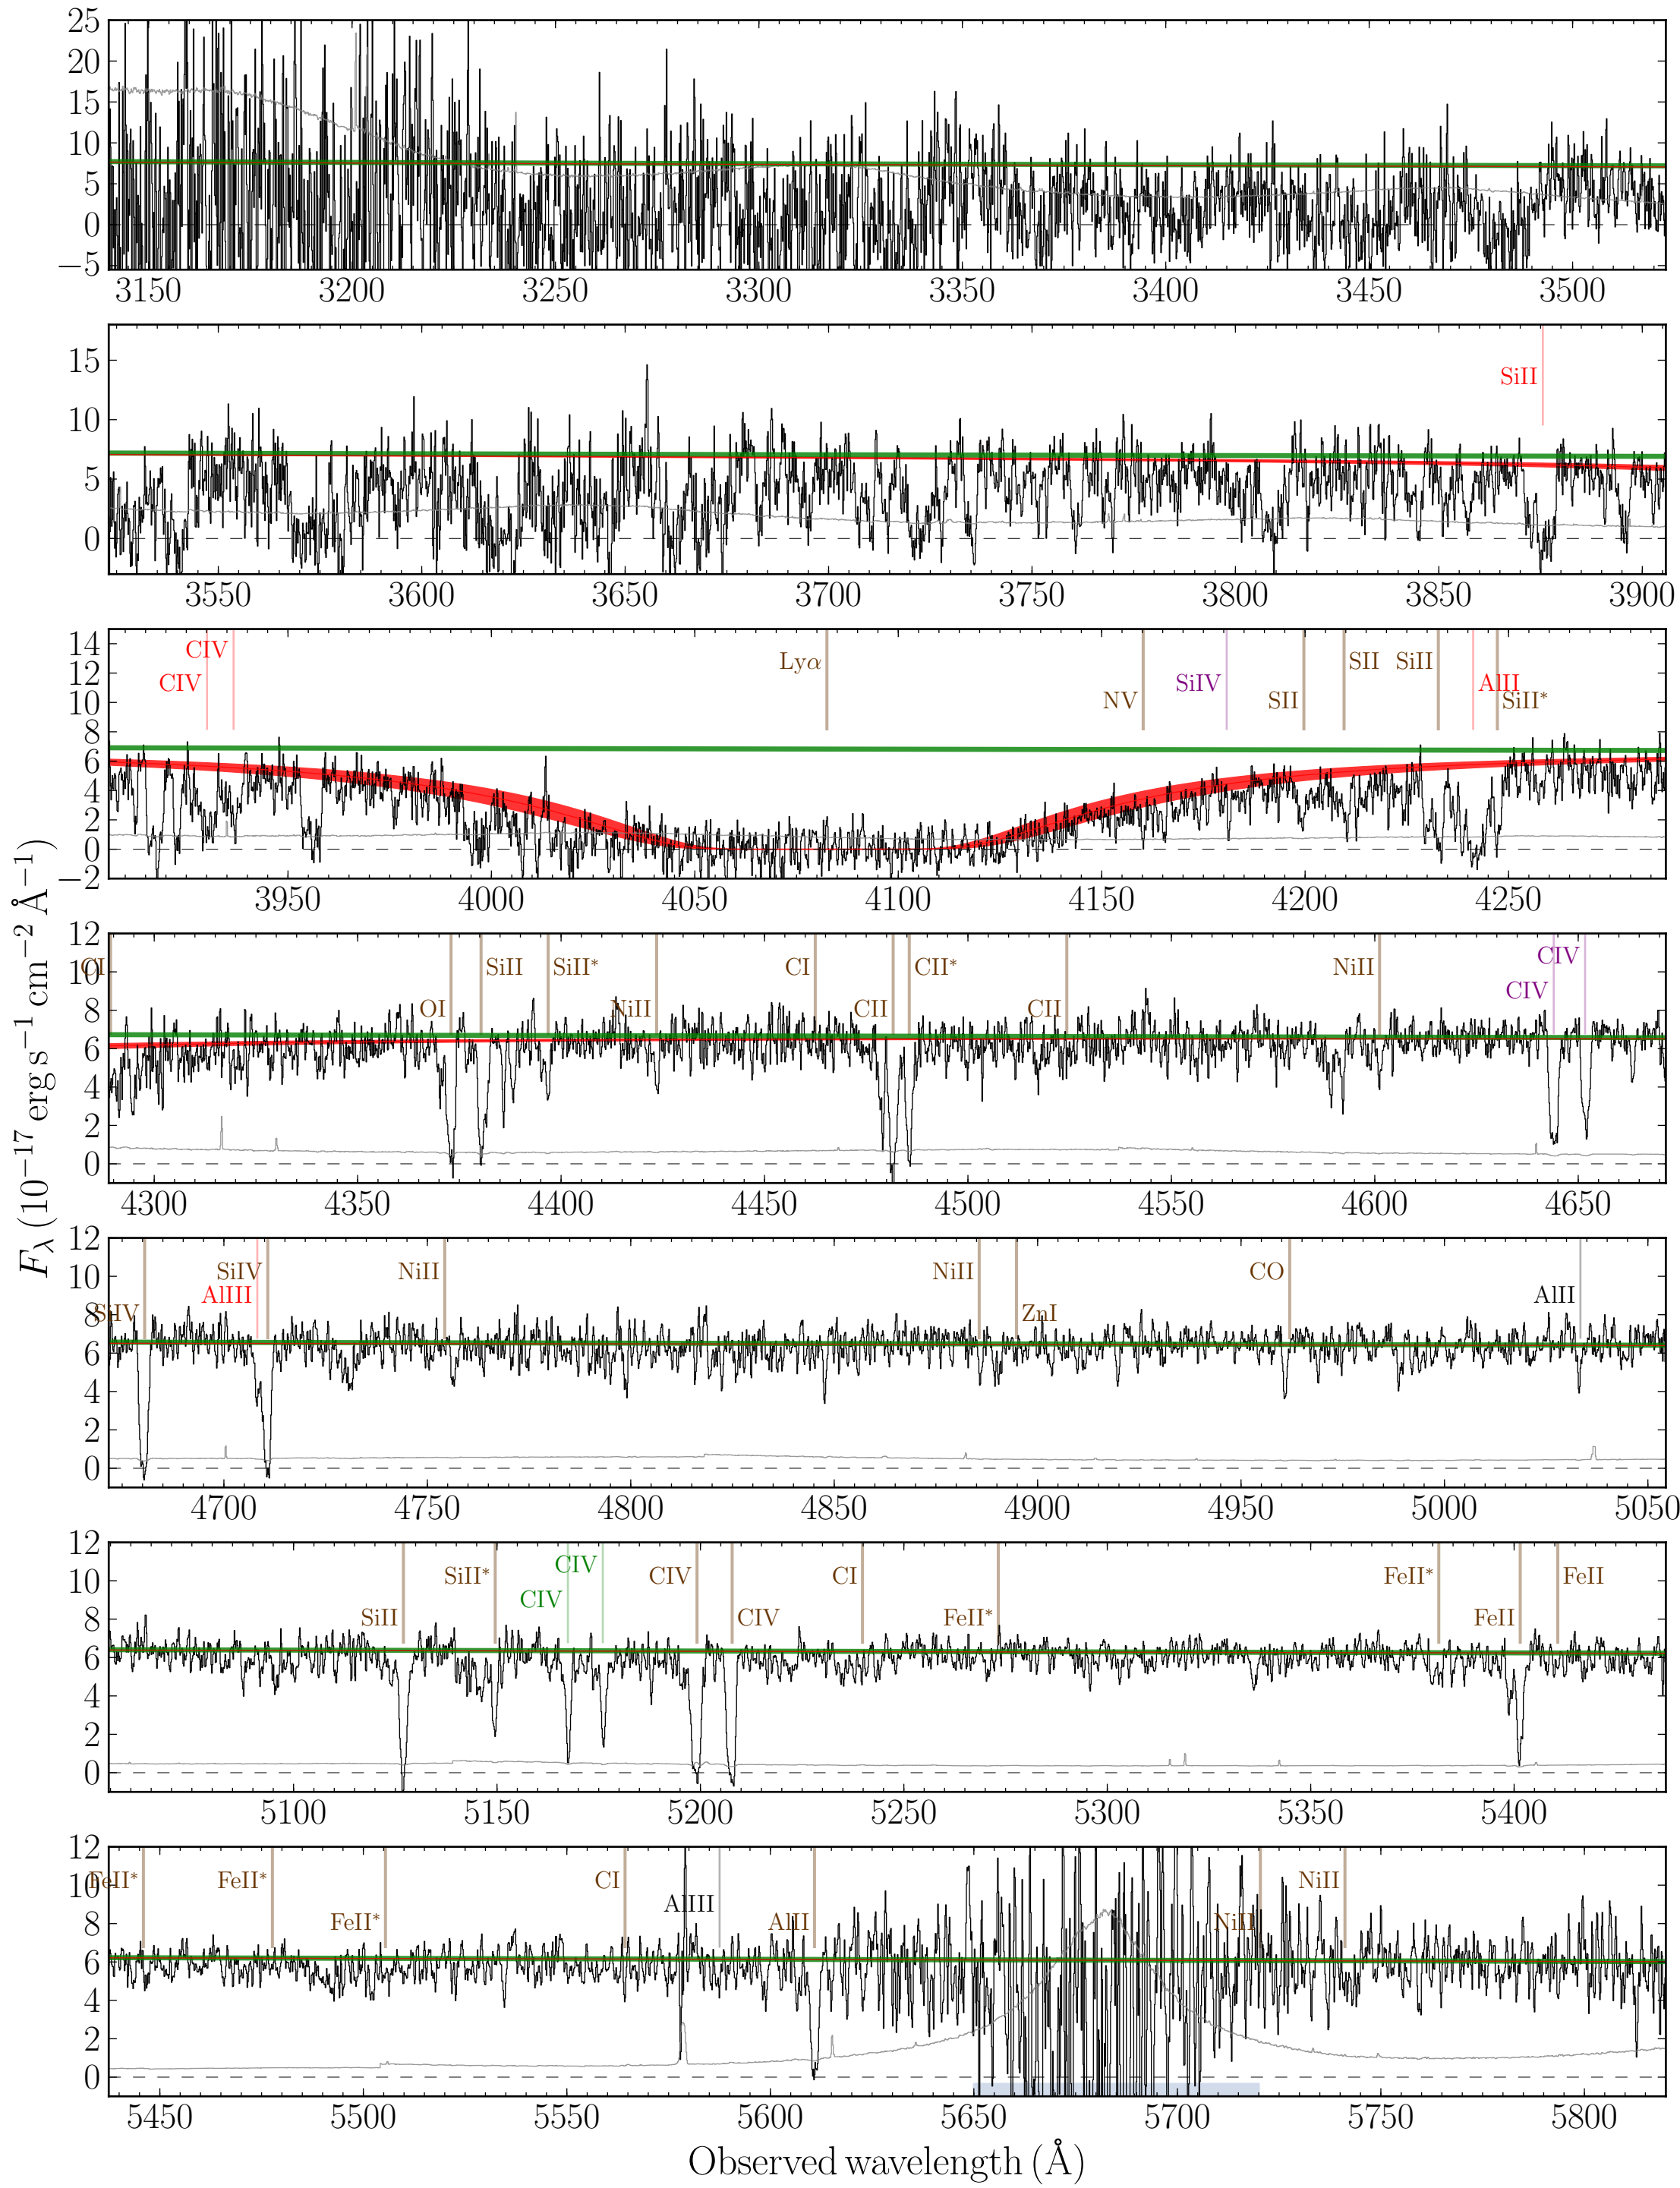 25
20
15
10
5
0
−5
3150 3200 3250 3300 3350 3400 3450 3500
15
10
5
0
SiII
3550 3600 3650 3700 3750 3800 3850 3900
14
12
10
8
6
4
2
0
−2
CIV
CIV
Lyα
NV
SiIV
SII
SII
SiII
AlII
SiII*
3950 4000 4050 4100 4150 4200 4250
F_λ (10⁻¹⁷ erg s⁻¹ cm⁻² Å⁻¹)
12
10
8
6
4
2
0
CI
OI
SiII
SiII*
NiII
CI
CII
CII*
CII
NiII
CIV
CIV
4300 4350 4400 4450 4500 4550 4600 4650
12
10
8
6
4
2
0
SiIV
AlIII
SiIV
NiII
NiII
ZnI
CO
AlII
4700 4750 4800 4850 4900 4950 5000 5050
12
10
8
6
4
2
0
SiII
SiII*
CIV
CIV
CIV
CIV
CI
FeII*
FeII*
FeII
FeII
5100 5150 5200 5250 5300 5350 5400
12
10
8
6
4
2
0
FeII*
FeII*
FeII*
CI
AlIII
AlII
NiII
NiII
5450 5500 5550 5600 5650 5700 5750 5800
Observed wavelength (Å)